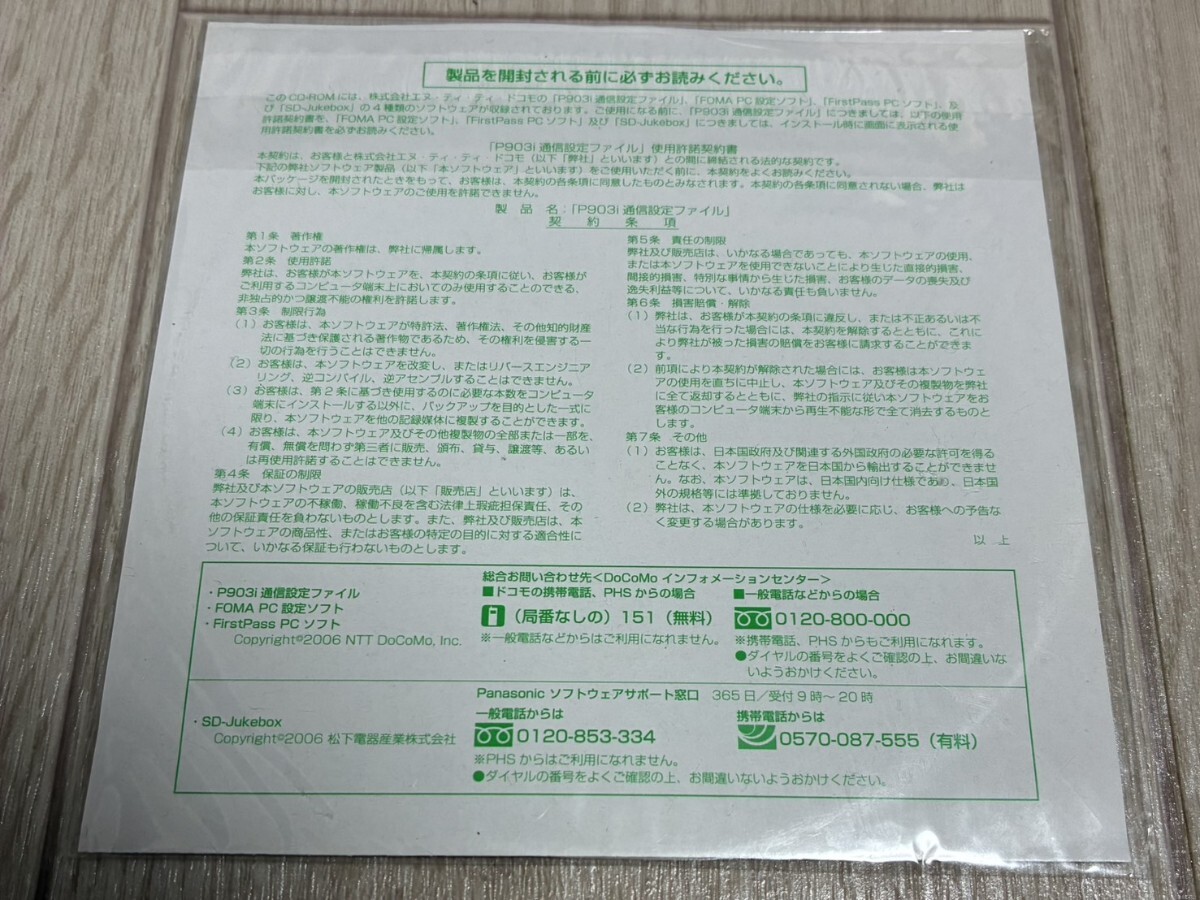 製品を開封される前に必ずお読みください。
このCD-ROMには、株式会社エヌ・ティ・ティ・ドコモの「P903i通信設定ファイル」、「FOMA PC設定ソフト」、「FirstPass PCソフト」、及
び「SD-Jukebox」の4種類のソフトウェアが収録されております。ご使用になる前に、「P903i通信設定ファイル」につきましては、以下の使用
許諾契約書を、「FOMA PC設定ソフト」、「FirstPass PCソフト」及び「SD-Jukebox」につきましては、インストール時に画面に表示される使
用許諾契約書を必ずお読みください。
「P903i通信設定ファイル」使用許諾契約書
本契約は、お客様と株式会社エヌ・ティ・ティ・ドコモ（以下「弊社」といいます）との間に締結される法的な契約です。
下記の弊社ソフトウェア製品（以下「本ソフトウェア」といいます）をご使用いただく前に、本契約をよくお読みください。
本パッケージを開封されたときをもって、お客様は、本契約の各条項に同意したものとみなされます。本契約の各条項に同意されない場合、弊社は
お客様に対し、本ソフトウェアのご使用を許諾できません。
製品名：「P903i通信設定ファイル」
契約条項
第1条 著作権
本ソフトウェアの著作権は、弊社に帰属します。
第2条 使用許諾
弊社は、お客様が本ソフトウェアを、本契約の条項に従い、お客様が
ご利用するコンピュータ端末上においてのみ使用することのできる、
非独占的かつ譲渡不能の権利を許諾します。
第3条 制限行為
（1）お客様は、本ソフトウェアが特許法、著作権法、その他知的財産
法に基づき保護される著作物であるため、その権利を侵害する一
切の行為を行うことはできません。
（2）お客様は、本ソフトウェアを改変し、またはリバースエンジニア
リング、逆コンパイル、逆アセンブルすることはできません。
（3）お客様は、第2条に基づき使用するのに必要な本数をコンピュータ
端末にインストールする以外に、バックアップを目的とした一式に
限り、本ソフトウェアを他の記録媒体に複製することができます。
（4）お客様は、本ソフトウェア及びその他複製物の全部または一部を、
有償、無償を問わず第三者に販売、頒布、貸与、譲渡等、あるい
は再使用許諾することはできません。
第4条 保証の制限
弊社及び本ソフトウェアの販売店（以下「販売店」といいます）は、
本ソフトウェアの不稼働、稼働不良を含む法律上瑕疵担保責任、その
他の保証責任を負わないものとします。また、弊社及び販売店は、本
ソフトウェアの商品性、またはお客様の特定の目的に対する適合性に
ついて、いかなる保証も行わないものとします。
第5条 責任の制限
弊社及び販売店は、いかなる場合であっても、本ソフトウェアの使用、
または本ソフトウェアを使用できないことにより生じた直接的損害、
間接的損害、特別な事情から生じた損害、お客様のデータの喪失及び
逸失利益等について、いかなる責任も負いません。
第6条 損害賠償・解除
（1）弊社は、お客様が本契約の条項に違反し、または不正あるいは不
当な行為を行った場合には、本契約を解除するとともに、これに
より弊社が被った損害の賠償をお客様に請求することができま
す。
（2）前項により本契約が解除された場合には、お客様は本ソフトウェア
の使用を直ちに中止し、本ソフトウェア及びその複製物を弊社
に全て返却するとともに、弊社の指示に従い本ソフトウェアをお
客様のコンピュータ端末から再生不能な形で全て消去するものと
します。
第7条 その他
（1）お客様は、日本国政府及び関連する外国政府の必要な許可を得る
ことなく、本ソフトウェアを日本国から輸出することができませ
ん。なお、本ソフトウェアは、日本国内向け仕様であり、日本国
外の規格等には準拠しておりません。
（2）弊社は、本ソフトウェアの仕様を必要に応じ、お客様への予告な
く変更する場合があります。
以上
・P903i通信設定ファイル
・FOMA PC設定ソフト
・FirstPass PCソフト
Copyright©2006 NTT DoCoMo, Inc.
総合お問い合わせ先＜DoCoMo インフォメーションセンター＞
■ドコモの携帯電話、PHSからの場合
（局番なしの）151（無料）
※一般電話などからはご利用になれません。
■一般電話などからの場合
0120-800-000
※携帯電話、PHSからもご利用になれます。
●ダイヤルの番号をよくご確認の上、お間違いな
いようおかけください。
・SD-Jukebox
Copyright©2006 松下電器産業株式会社
Panasonic ソフトウェアサポート窓口 365日／受付9時～20時
一般電話からは
0120-853-334
※PHSからはご利用になれません。
携帯電話からは
0570-087-555（有料）
●ダイヤルの番号をよくご確認の上、お間違いないようおかけください。